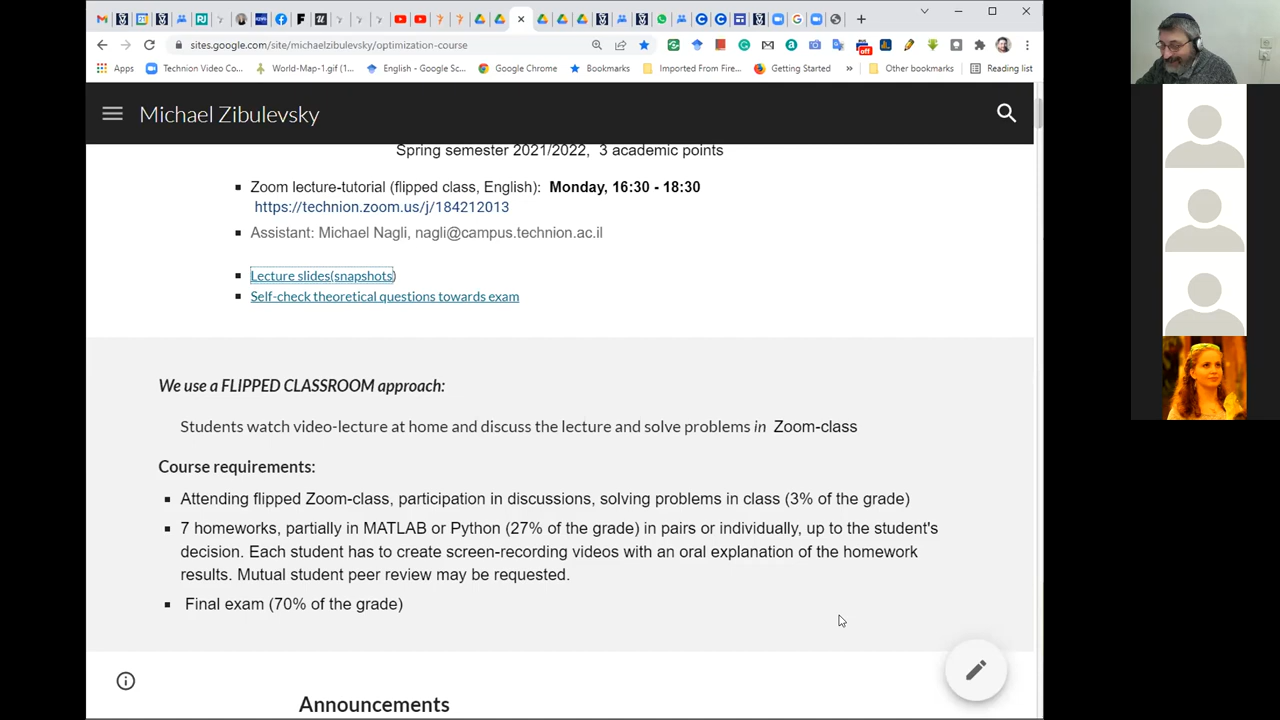 sites.google.com/site/michaelzibulevsky/optimization-course
Apps
Technion Video Co...
World-Map-1.gif (1...
English - Google Sc...
Google Chrome
Bookmarks
Imported From Fire...
Getting Started
»
Other bookmarks
Reading list
Michael Zibulevsky
Spring semester 2021/2022, 3 academic points
Zoom lecture-tutorial (flipped class, English): Monday, 16:30 - 18:30
https://technion.zoom.us/j/184212013
Assistant: Michael Nagli, nagli@campus.technion.ac.il
Lecture slides(snapshots)
Self-check theoretical questions towards exam
We use a FLIPPED CLASSROOM approach:
Students watch video-lecture at home and discuss the lecture and solve problems in Zoom-class
Course requirements:
Attending flipped Zoom-class, participation in discussions, solving problems in class (3% of the grade)
7 homeworks, partially in MATLAB or Python (27% of the grade) in pairs or individually, up to the student's
decision. Each student has to create screen-recording videos with an oral explanation of the homework
results. Mutual student peer review may be requested.
Final exam (70% of the grade)
Announcements